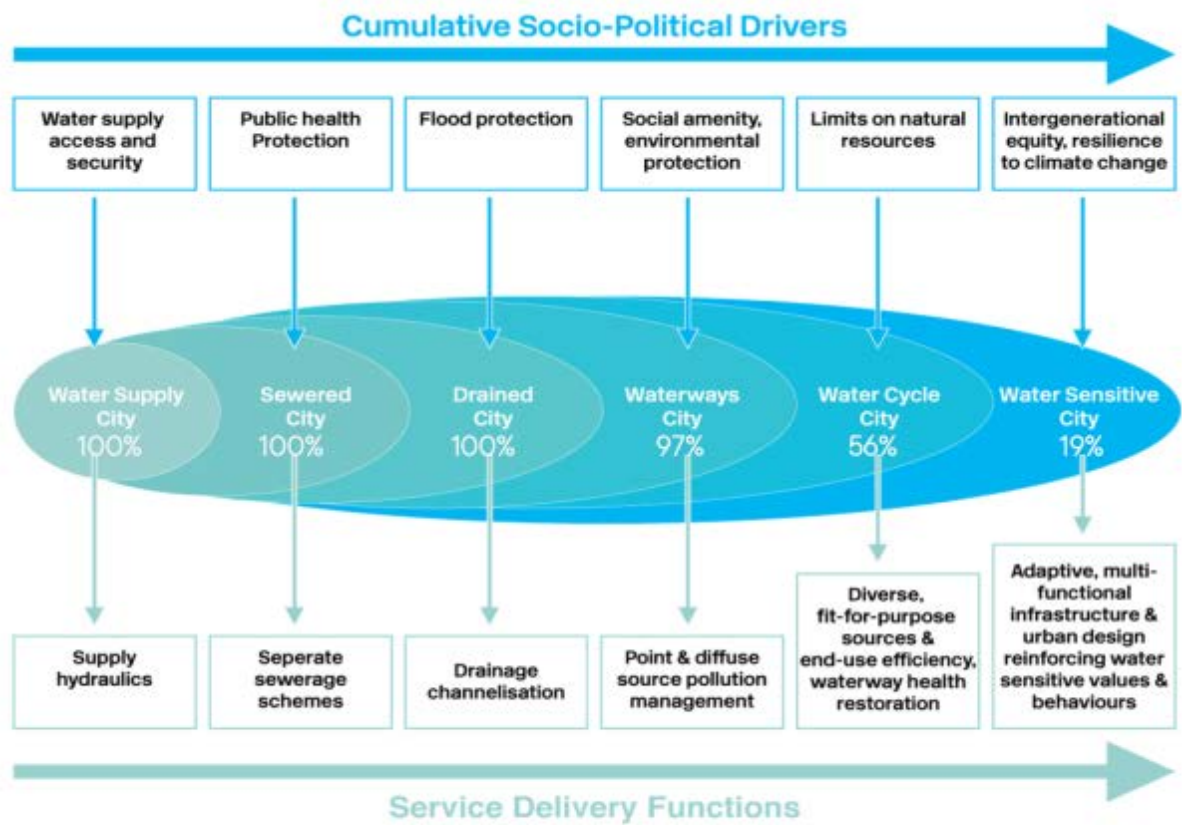 Cumulative Socio-Political Drivers
Water supply
access and
security
Public health
Protection
Flood protection
Social amenity,
environmental
protection
Limits on natural
resources
Intergenerational
equity, resilience
to climate change
Water Supply
City
100%
Sewered
City
100%
Drained
City
100%
Waterways
City
97%
Water Cycle
City
56%
Water Sensitive
City
19%
Supply
hydraulics
Seperate
sewerage
schemes
Drainage
channelisation
Point & diffuse
source pollution
management
Diverse,
fit-for-purpose
sources &
end-use efficiency,
waterway health
restoration
Adaptive, multi-
functional
infrastructure &
urban design
reinforcing water
sensitive values &
behaviours
Service Delivery Functions